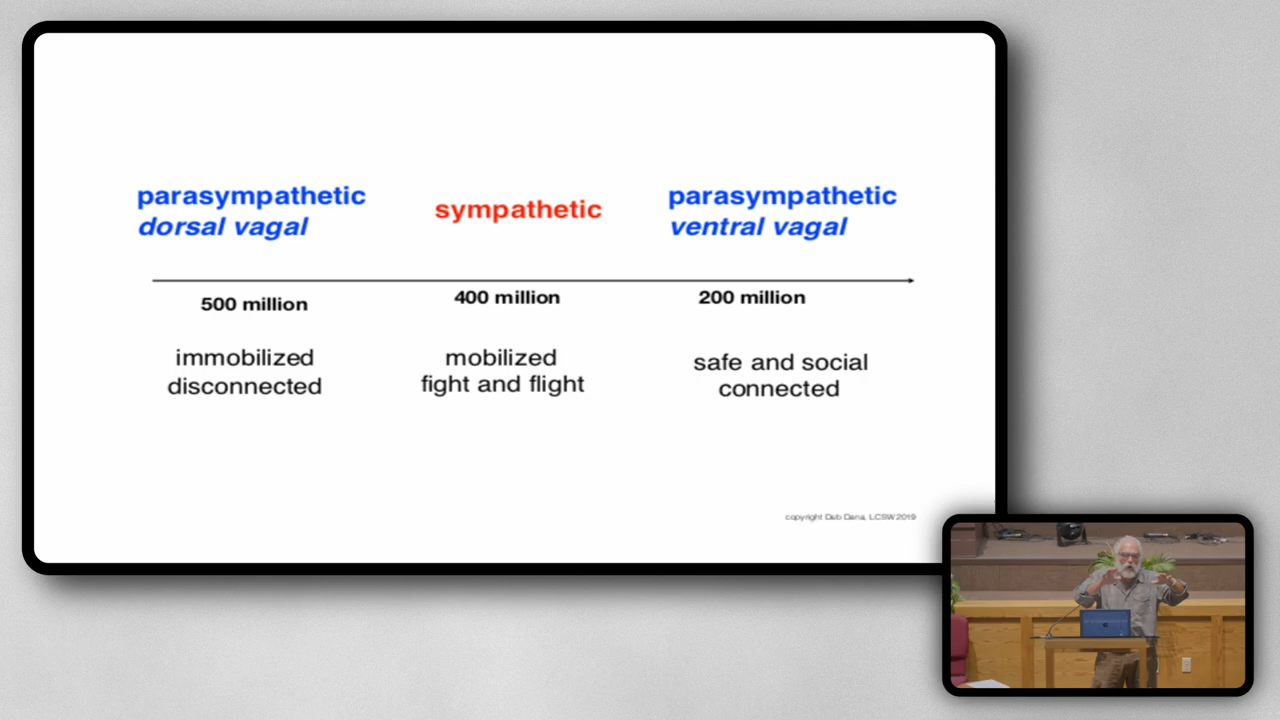 parasympathetic
dorsal vagal
sympathetic
parasympathetic
ventral vagal
500 million
400 million
200 million
immobilized
disconnected
mobilized
fight and flight
safe and social
connected
copyright Deb Dana, LCSW 2019